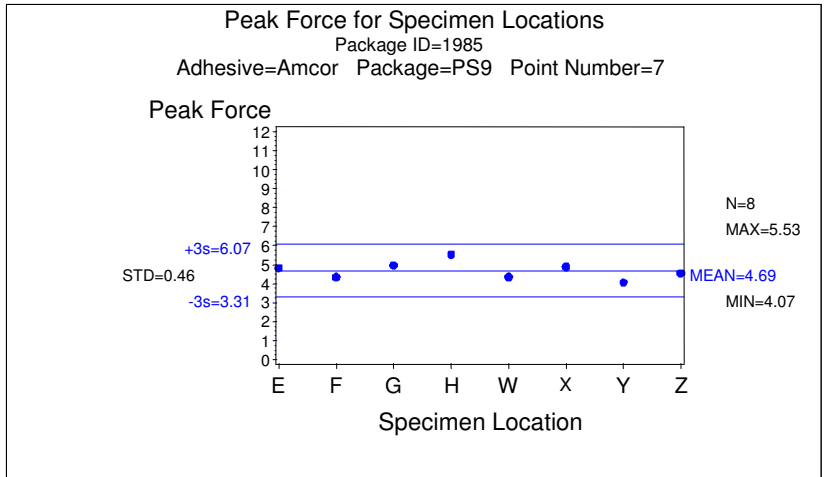 Peak Force for Specimen Locations
Package ID=1985
Adhesive=Amcor Package=PS9 Point Number=7
Peak Force
12
11
10
9
8
7
6
5
4
3
2
1
0
+3s=6.07
STD=0.46
-3s=3.31
N=8
MAX=5.53
MEAN=4.69
MIN=4.07
E F G H W X Y Z
Specimen Location